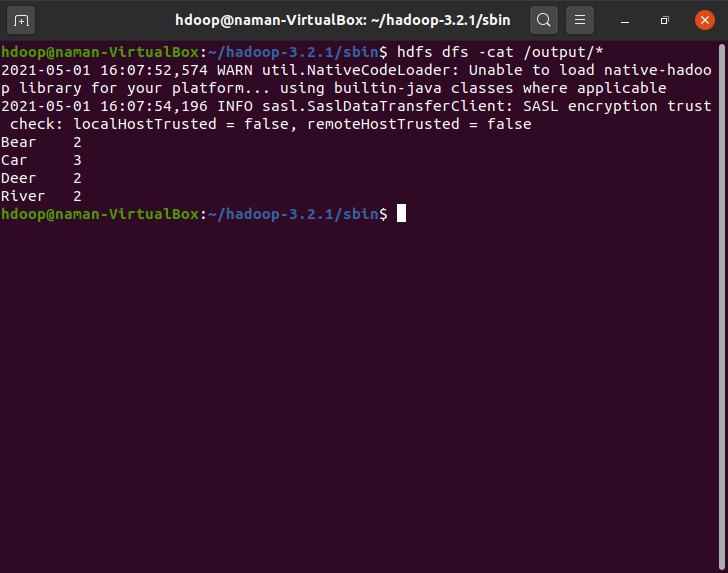 hdoop@naman-VirtualBox: ~/hadoop-3.2.1/sbin
hdoop@naman-VirtualBox:~/hadoop-3.2.1/sbin$ hdfs dfs -cat /output/*
2021-05-01 16:07:52,574 WARN util.NativeCodeLoader: Unable to load native-hadoo
p library for your platform... using builtin-java classes where applicable
2021-05-01 16:07:54,196 INFO sasl.SaslDataTransferClient: SASL encryption trust
 check: localHostTrusted = false, remoteHostTrusted = false
Bear	2
Car	3
Deer	2
River	2
hdoop@naman-VirtualBox:~/hadoop-3.2.1/sbin$